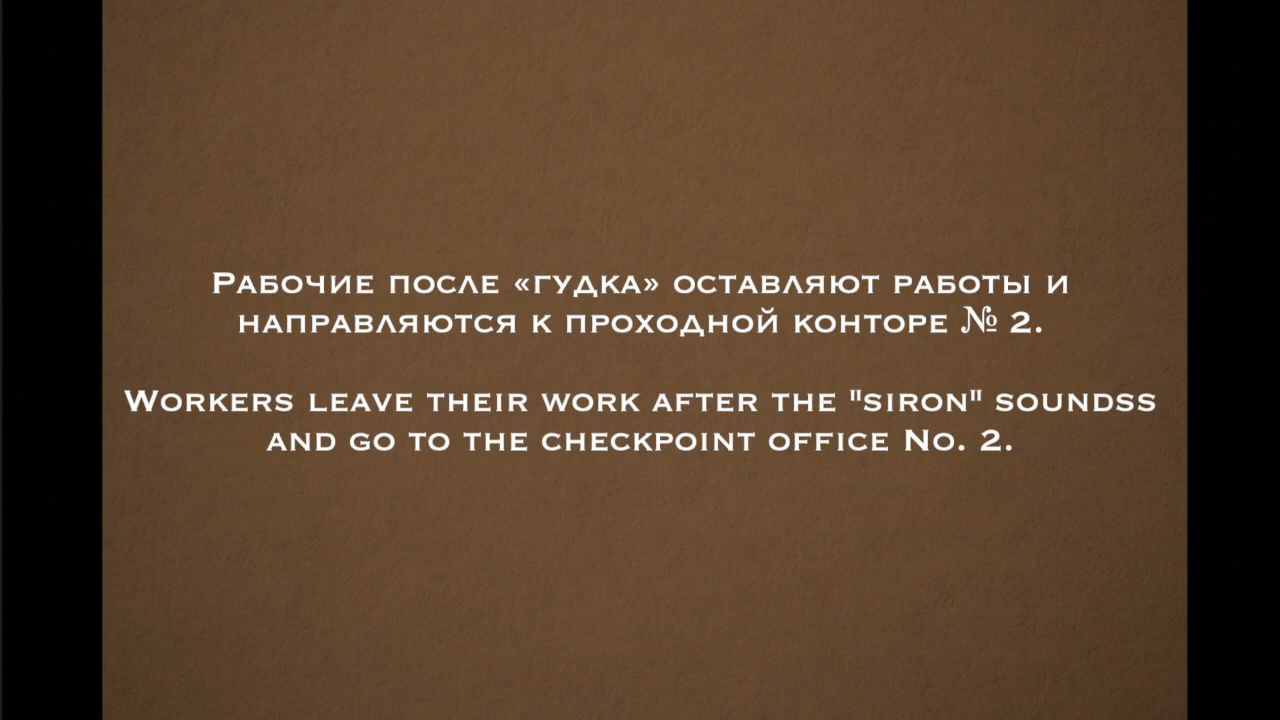 Рабочие после «гудка» оставляют работы и
направляются к проходной конторе № 2.
Workers leave their work after the "siron" soundss
and go to the checkpoint office No. 2.